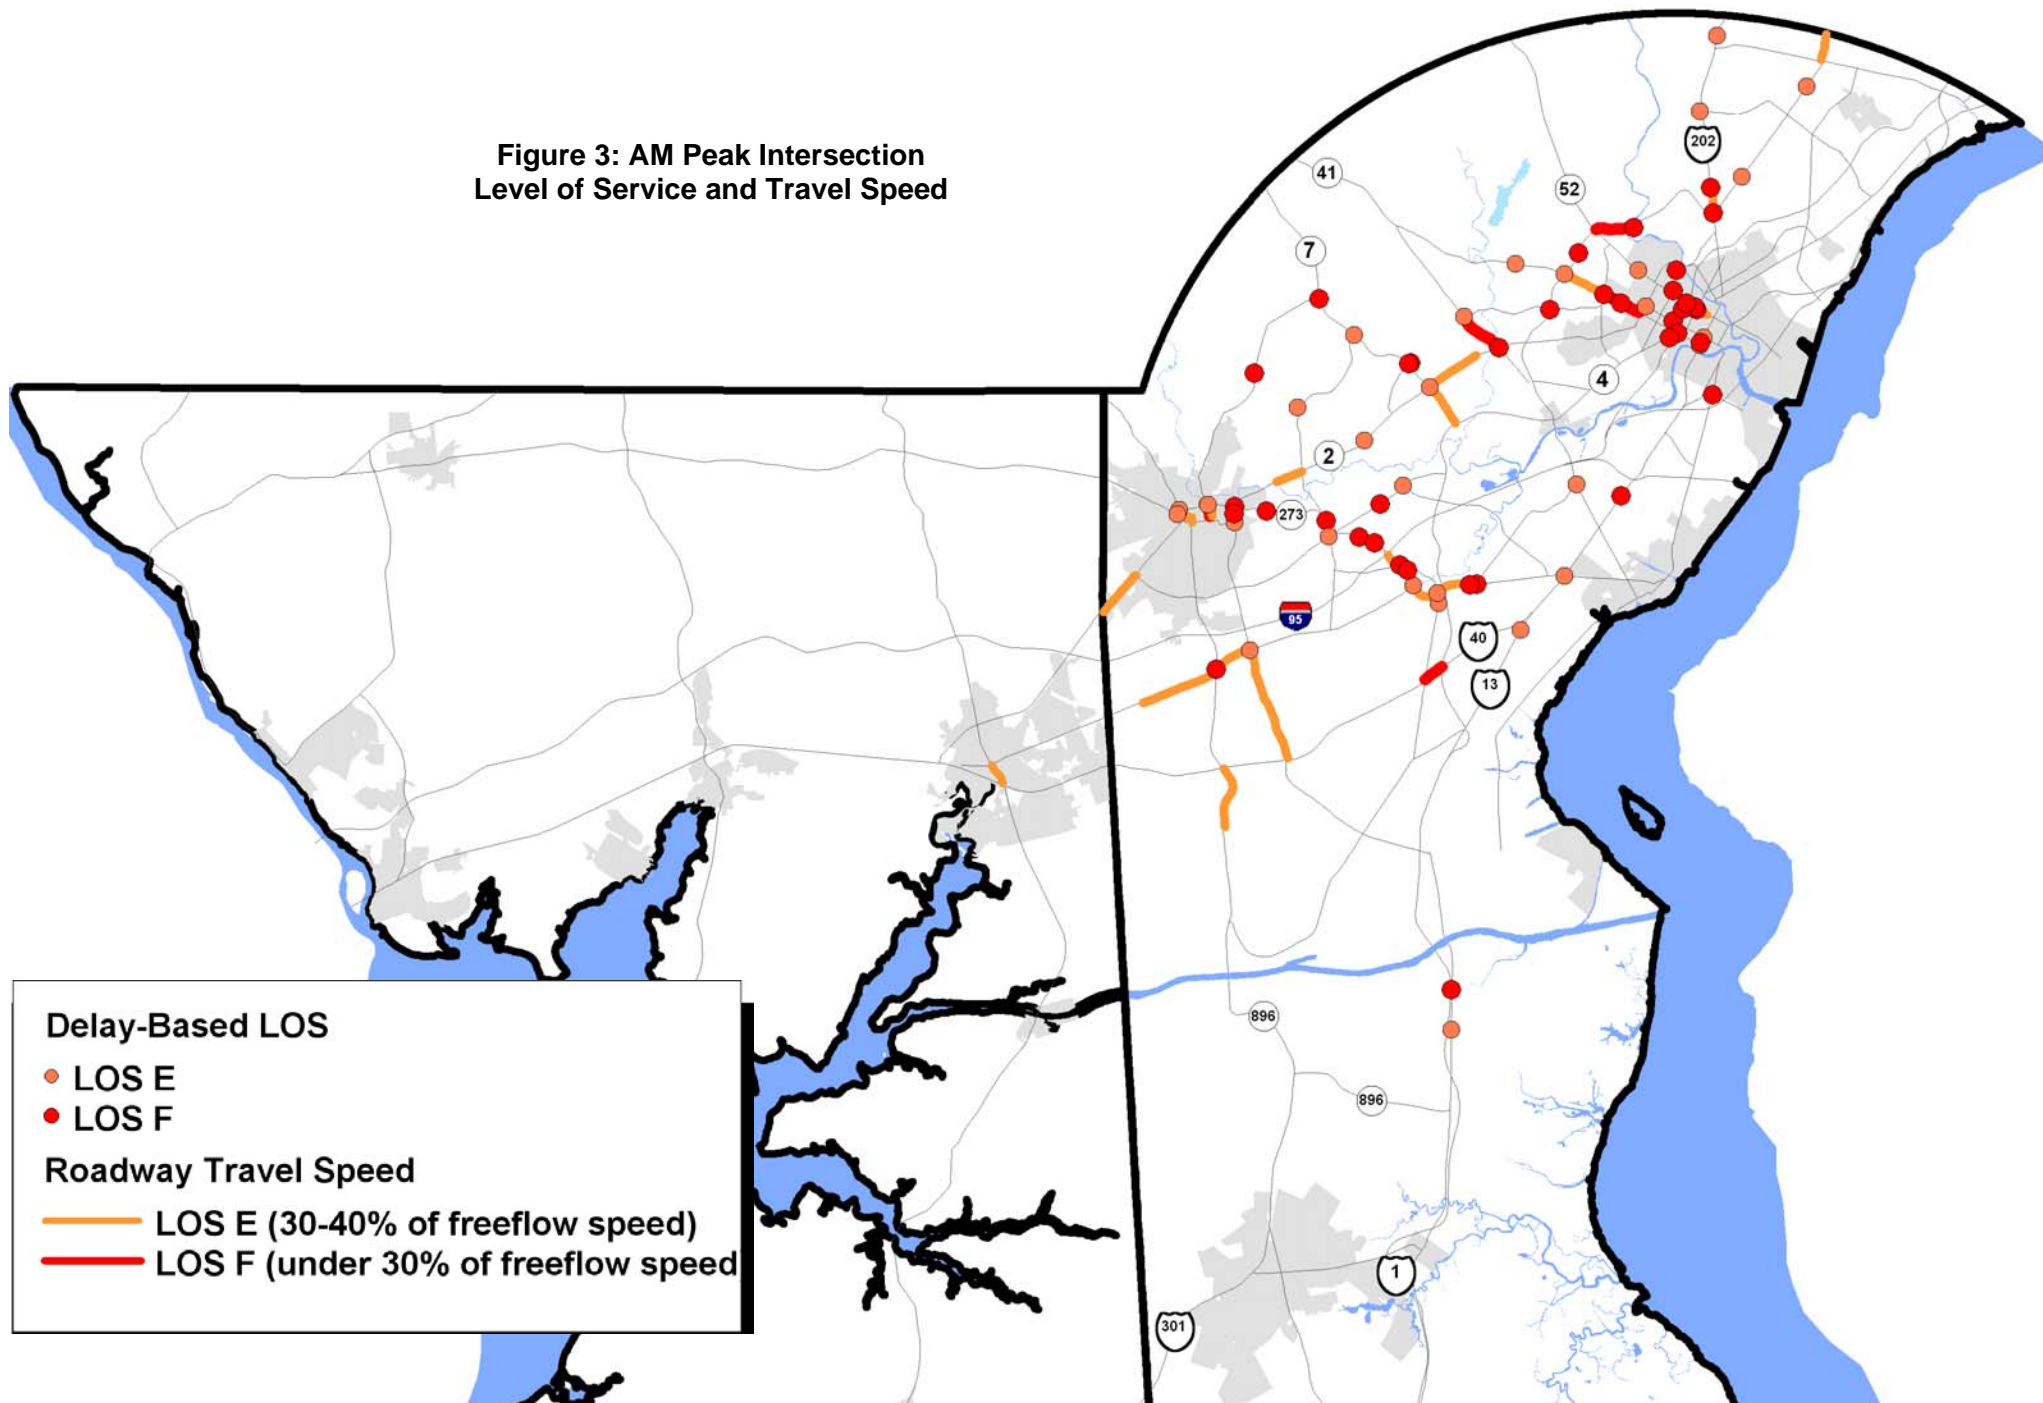 Figure 3: AM Peak Intersection
Level of Service and Travel Speed
202
41
52
7
4
2
273
95
40
13
896
896
1
301
Delay-Based LOS
LOS E
LOS F
Roadway Travel Speed
LOS E (30-40% of freeflow speed)
LOS F (under 30% of freeflow speed